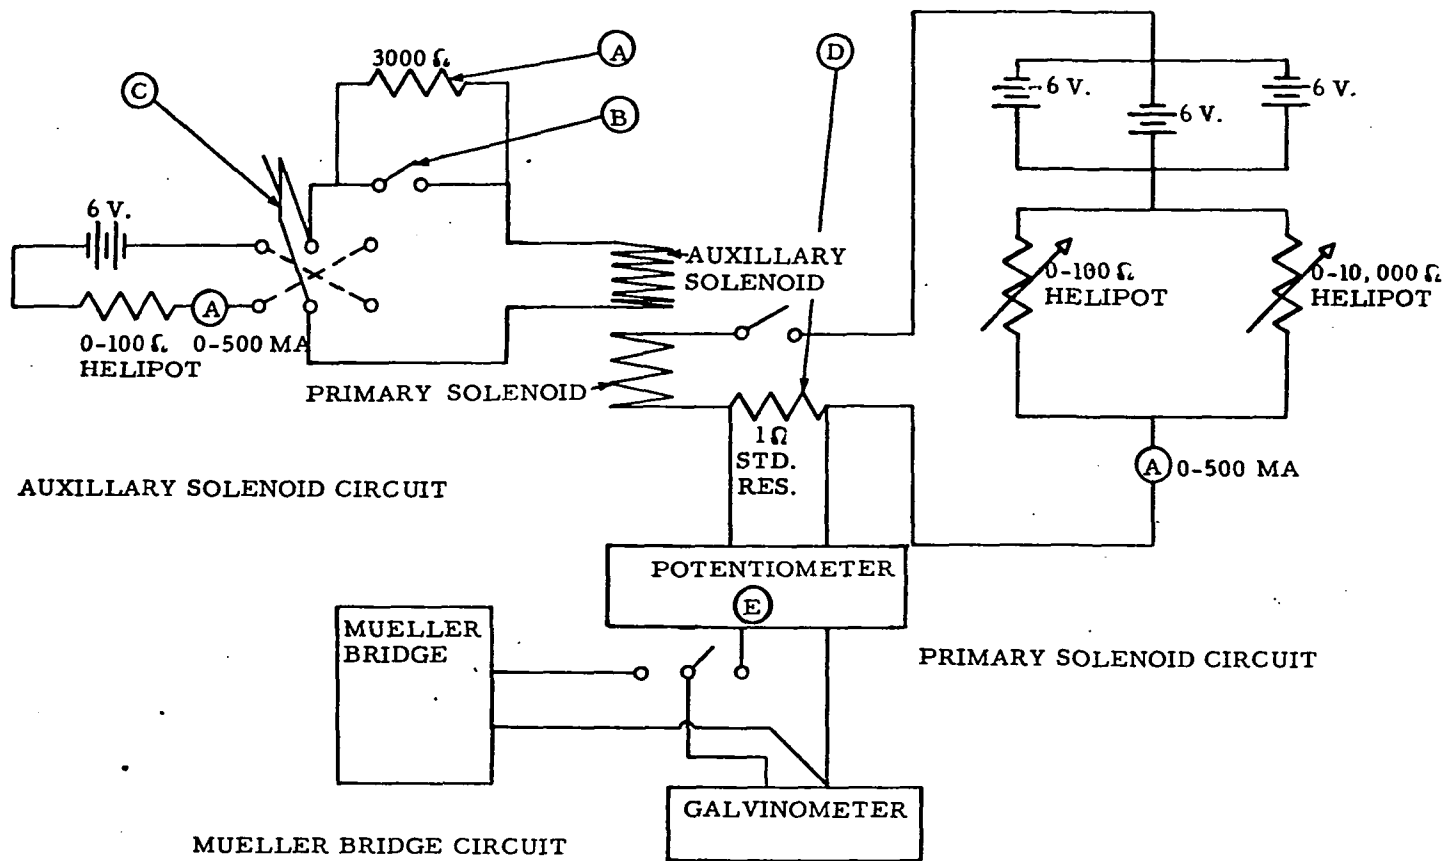 3000 Ω
A
D
C
B
6 V.
6 V.
6 V.
6 V.
A
0-100 Ω
HELIPOT
0-500 MA
AUXILLARY
SOLENOID
PRIMARY SOLENOID
0-100 Ω
HELIPOT
0-10,000 Ω
HELIPOT
1 Ω
STD.
RES.
A
0-500 MA
AUXILLARY SOLENOID CIRCUIT
POTENTIOMETER
E
MUELLER
BRIDGE
PRIMARY SOLENOID CIRCUIT
GALVINOMETER
MUELLER BRIDGE CIRCUIT